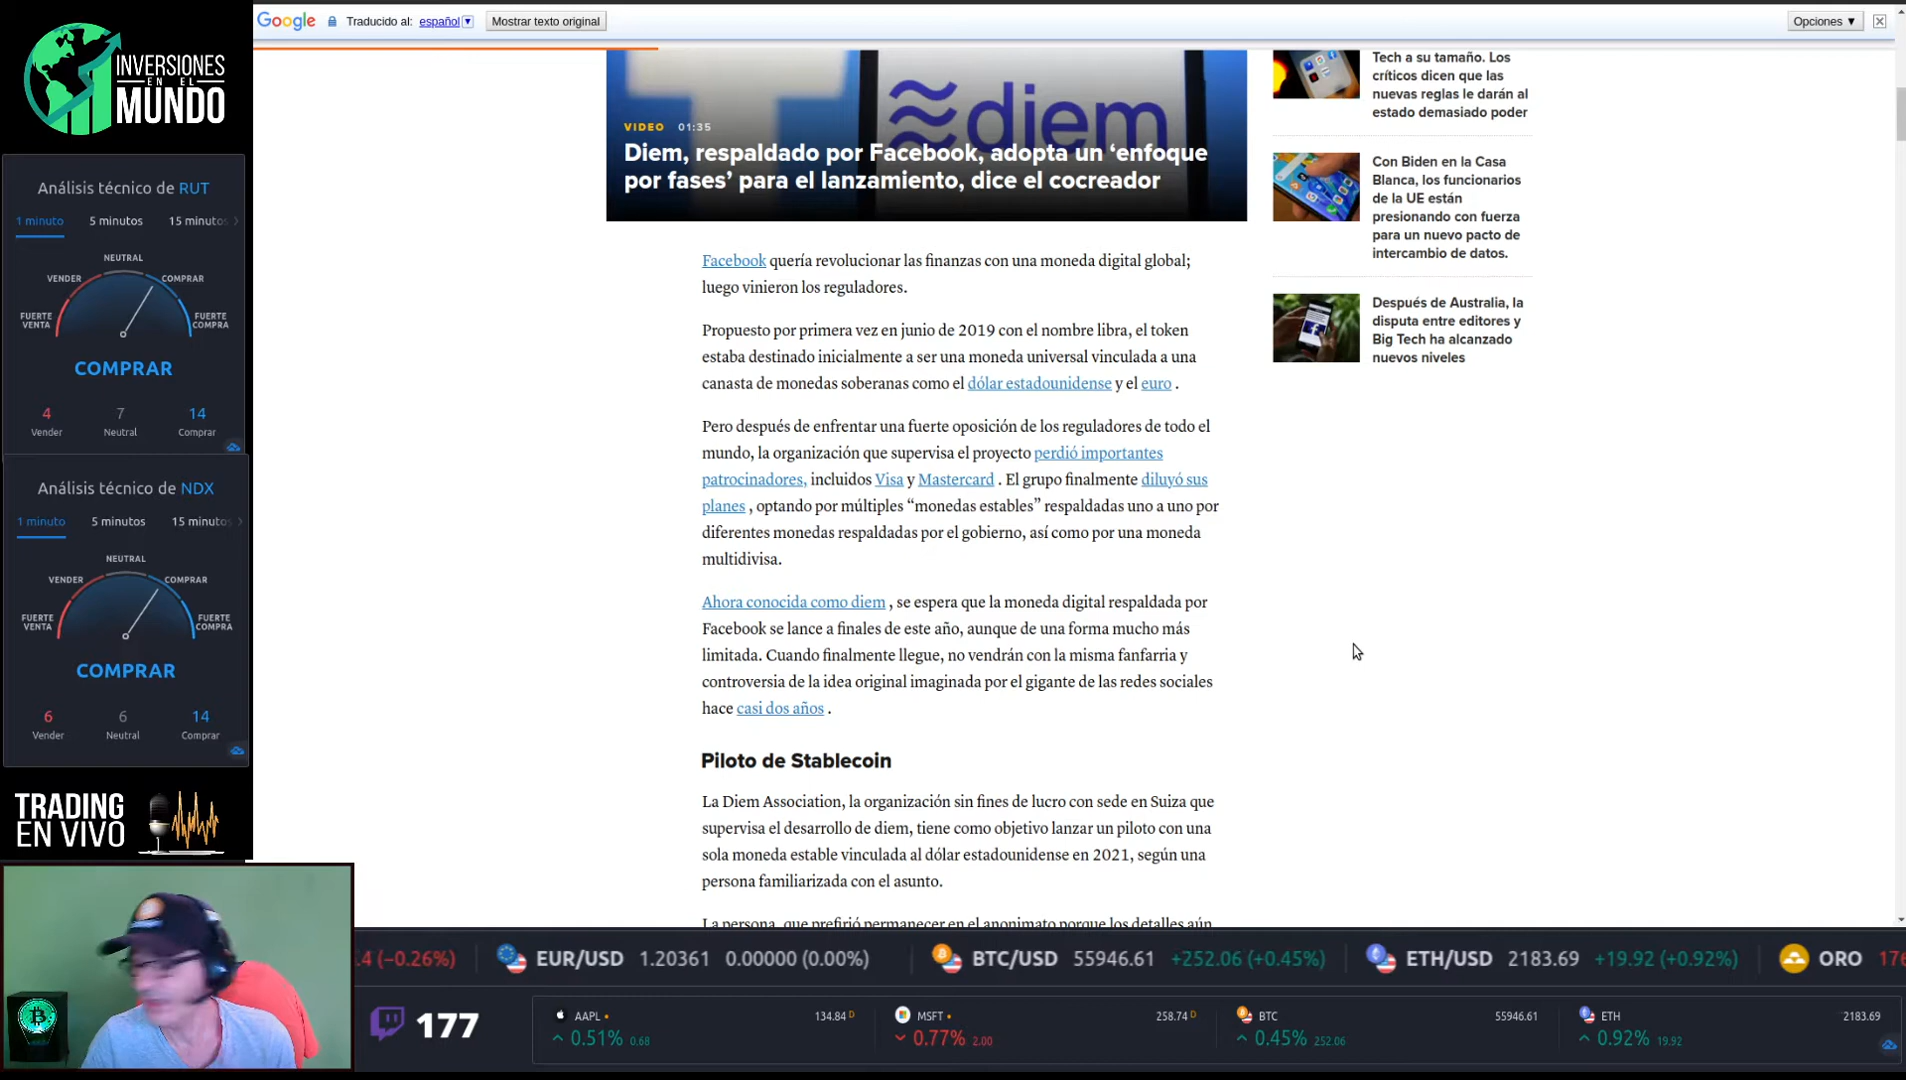 Google Traducido al: español Mostrar texto original Opciones ▼
INVERSIONES
EN EL
MUNDO
Análisis técnico de RUT
1 minuto 5 minutos 15 minutos
NEUTRAL
VENDER COMPRAR
FUERTE VENTA FUERTE COMPRA
COMPRAR
4 7 14
Vender Neutral Comprar
Análisis técnico de NDX
1 minuto 5 minutos 15 minutos
NEUTRAL
VENDER COMPRAR
FUERTE VENTA FUERTE COMPRA
COMPRAR
6 6 14
Vender Neutral Comprar
TRADING
EN VIVO
diem
VIDEO 01:35
Diem, respaldado por Facebook, adopta un ‘enfoque
por fases’ para el lanzamiento, dice el cocreador
Facebook quería revolucionar las finanzas con una moneda digital global;
luego vinieron los reguladores.
Propuesto por primera vez en junio de 2019 con el nombre libra, el token
estaba destinado inicialmente a ser una moneda universal vinculada a una
canasta de monedas soberanas como el dólar estadounidense y el euro .
Pero después de enfrentar una fuerte oposición de los reguladores de todo el
mundo, la organización que supervisa el proyecto perdió importantes
patrocinadores, incluidos Visa y Mastercard . El grupo finalmente diluyó sus
planes , optando por múltiples “monedas estables” respaldadas uno a uno por
diferentes monedas respaldadas por el gobierno, así como por una moneda
multidivisa.
Ahora conocida como diem , se espera que la moneda digital respaldada por
Facebook se lance a finales de este año, aunque de una forma mucho más
limitada. Cuando finalmente llegue, no vendrán con la misma fanfarria y
controversia de la idea original imaginada por el gigante de las redes sociales
hace casi dos años .
Piloto de Stablecoin
La Diem Association, la organización sin fines de lucro con sede en Suiza que
supervisa el desarrollo de diem, tiene como objetivo lanzar un piloto con una
sola moneda estable vinculada al dólar estadounidense en 2021, según una
persona familiarizada con el asunto.
La persona, que prefirió permanecer en el anonimato porque los detalles aún
Tech a su tamaño. Los
críticos dicen que las
nuevas reglas le darán al
estado demasiado poder
Con Biden en la Casa
Blanca, los funcionarios
de la UE están
presionando con fuerza
para un nuevo pacto de
intercambio de datos.
Después de Australia, la
disputa entre editores y
Big Tech ha alcanzado
nuevos niveles
.4 (−0.26%) EUR/USD 1.20361 0.00000 (0.00%) BTC/USD 55946.61 +252.06 (+0.45%) ETH/USD 2183.69 +19.92 (+0.92%) ORO 176
177
AAPL 134.84 D MSFT 258.74 D BTC 55946.61 ETH 2183.69
0.51% 0.68 0.77% 2.00 0.45% 252.06 0.92% 19.92